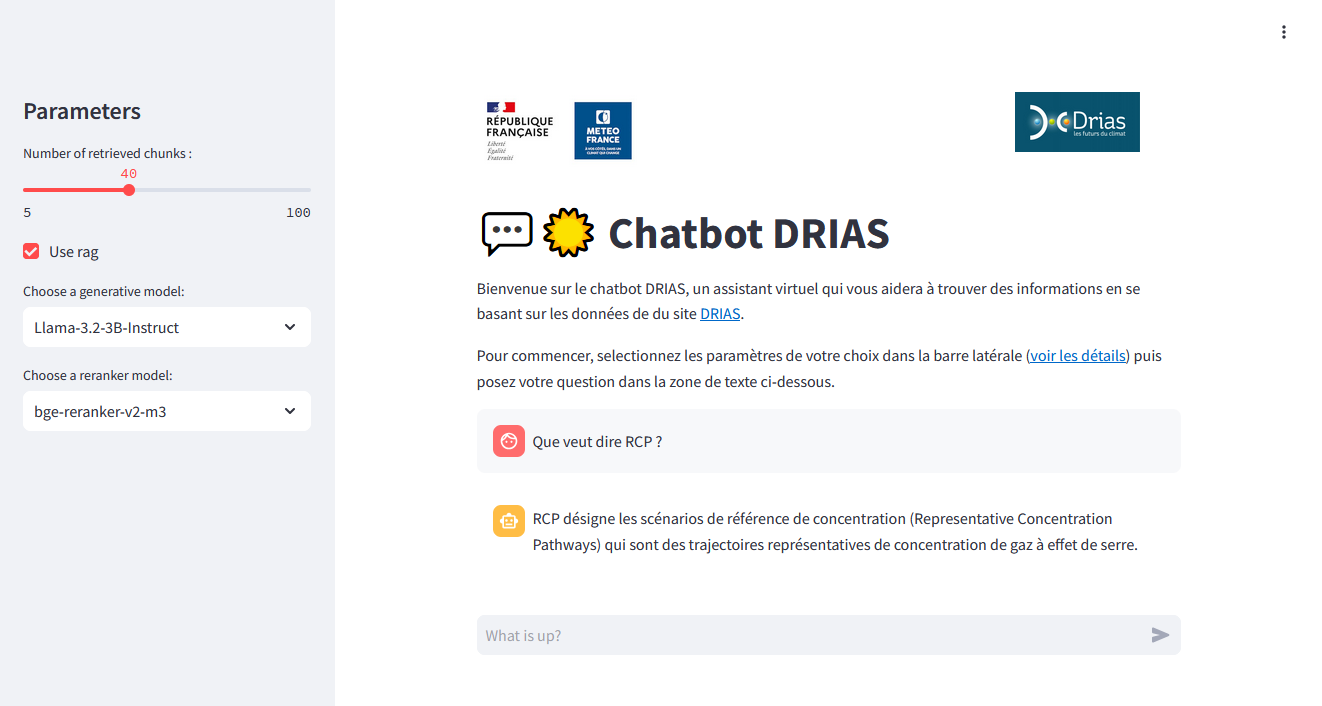 Parameters
Number of retrieved chunks :
40
5 100
Use rag
Choose a generative model:
Llama-3.2-3B-Instruct
Choose a reranker model:
bge-reranker-v2-m3
RÉPUBLIQUE
FRANÇAISE
Liberté
Égalité
Fraternité
METEO
FRANCE
À VOS CÔTÉS, DANS UN
CLIMAT QUI CHANGE
Drias
les futurs du climat
Chatbot DRIAS
Bienvenue sur le chatbot DRIAS, un assistant virtuel qui vous aidera à trouver des informations en se
basant sur les données de du site DRIAS.
Pour commencer, selectionnez les paramètres de votre choix dans la barre latérale (voir les détails) puis
posez votre question dans la zone de texte ci-dessous.
Que veut dire RCP ?
RCP désigne les scénarios de référence de concentration (Representative Concentration
Pathways) qui sont des trajectoires représentatives de concentration de gaz à effet de serre.
What is up?